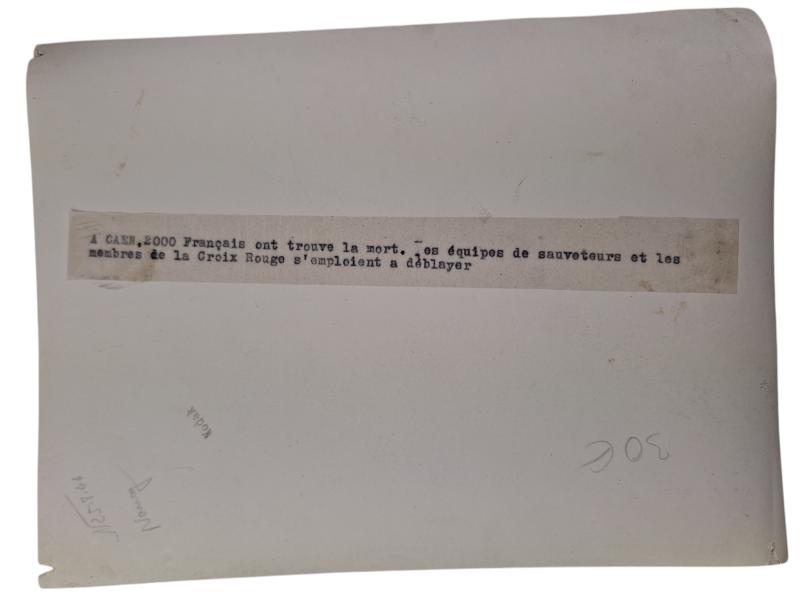 A CAEN,2000 Français ont trouve la mort. es équipes de sauveteurs et les
membres de la Croix Rouge s'emploient a déblayer
Kodak
30€